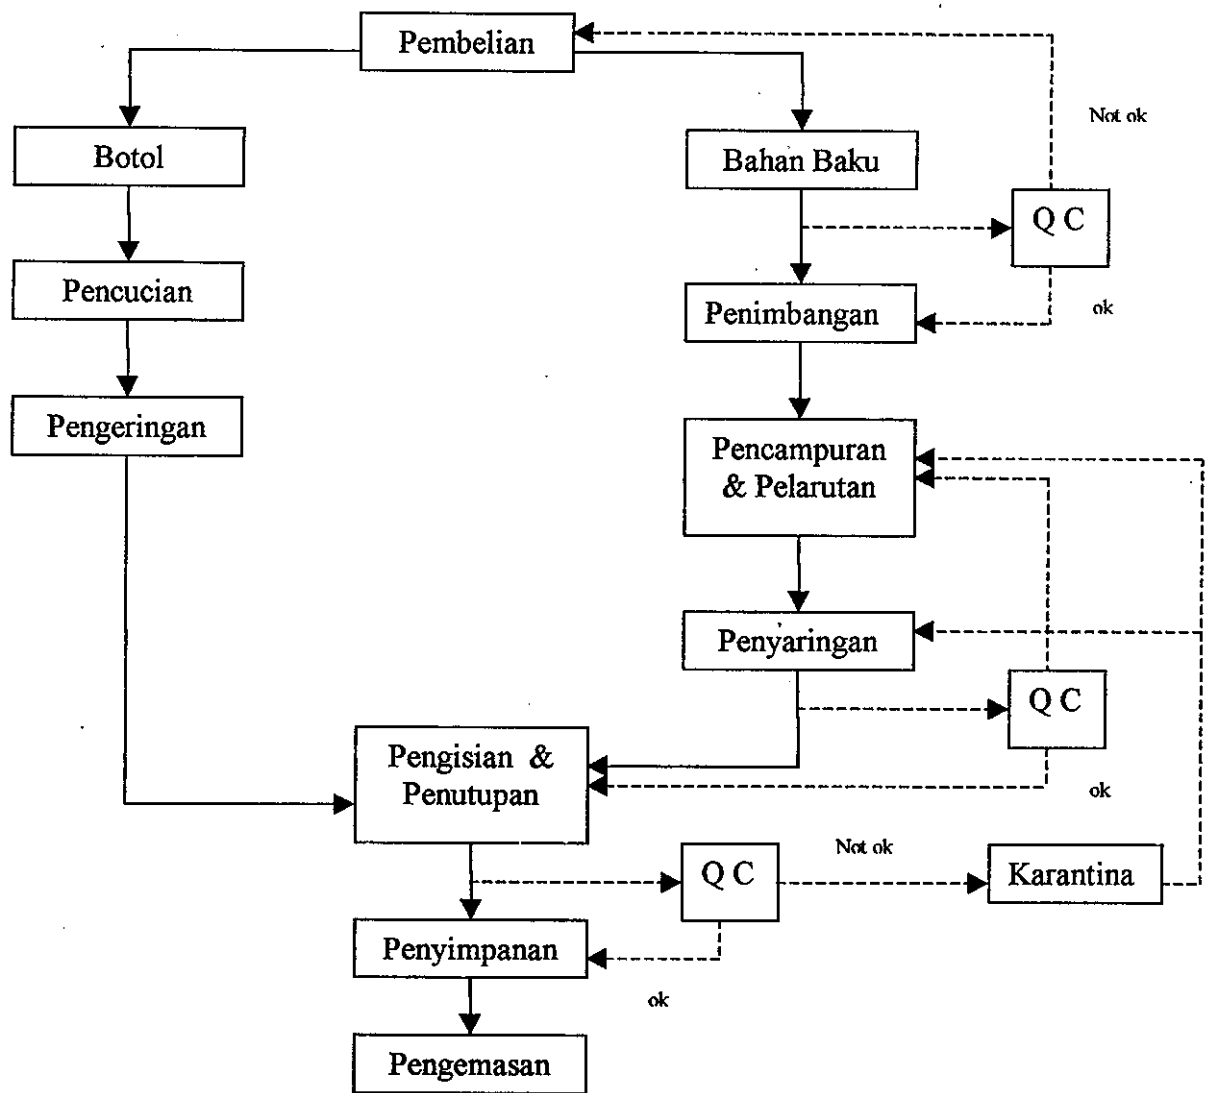 Pembelian
Not ok
Botol
Bahan Baku
Q C
Pencucian
Penimbangan
ok
Pengeringan
Pencampuran
& Pelarutan
Penyaringan
Q C
Pengisian &
Penutupan
ok
Not ok
Q C
Karantina
Penyimpanan
ok
Pengemasan